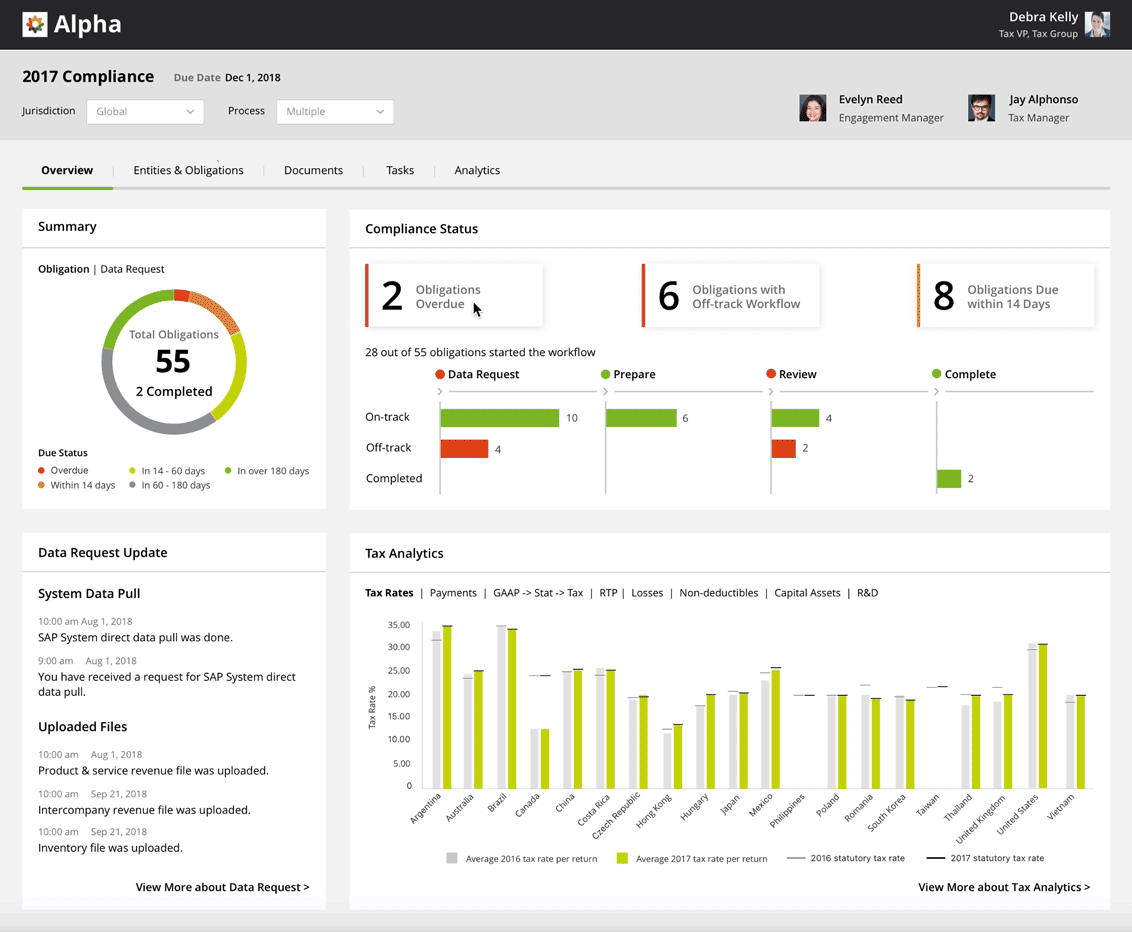 Alpha
Debra Kelly
Tax VP, Tax Group
2017 Compliance Due Date Dec 1, 2018
Jurisdiction Global Process Multiple
Evelyn Reed
Engagement Manager
Jay Alphonso
Tax Manager
Overview | Entities & Obligations | Documents | Tasks | Analytics
Summary
Obligation | Data Request
Total Obligations
55
2 Completed
Due Status
Overdue In 14 - 60 days In over 180 days
Within 14 days In 60 - 180 days
Compliance Status
2 Obligations
Overdue
6 Obligations with
Off-track Workflow
8 Obligations Due
within 14 Days
28 out of 55 obligations started the workflow
Data Request Prepare Review Complete
On-track 10 6 4
Off-track 4 2
Completed 2
Data Request Update
System Data Pull
10:00 am Aug 1, 2018
SAP System direct data pull was done.
9:00 am Aug 1, 2018
You have received a request for SAP System direct
data pull.
Uploaded Files
10:00 am Aug 1, 2018
Product & service revenue file was uploaded.
10:00 am Sep 21, 2018
Intercompany revenue file was uploaded.
10:00 am Sep 21, 2018
Inventory file was uploaded.
View More about Data Request >
Tax Analytics
Tax Rates | Payments | GAAP -> Stat -> Tax | RTP | Losses | Non-deductibles | Capital Assets | R&D
Tax Rate %
35.00
30.00
25.00
20.00
15.00
10.00
5.00
0
Argentina
Australia
Brazil
Canada
China
Costa Rica
Czech Republic
Hong Kong
Hungary
Japan
Mexico
Philippines
Poland
Romania
South Korea
Taiwan
Thailand
United Kingdom
United States
Vietnam
Average 2016 tax rate per return Average 2017 tax rate per return 2016 statutory tax rate 2017 statutory tax rate
View More about Tax Analytics >